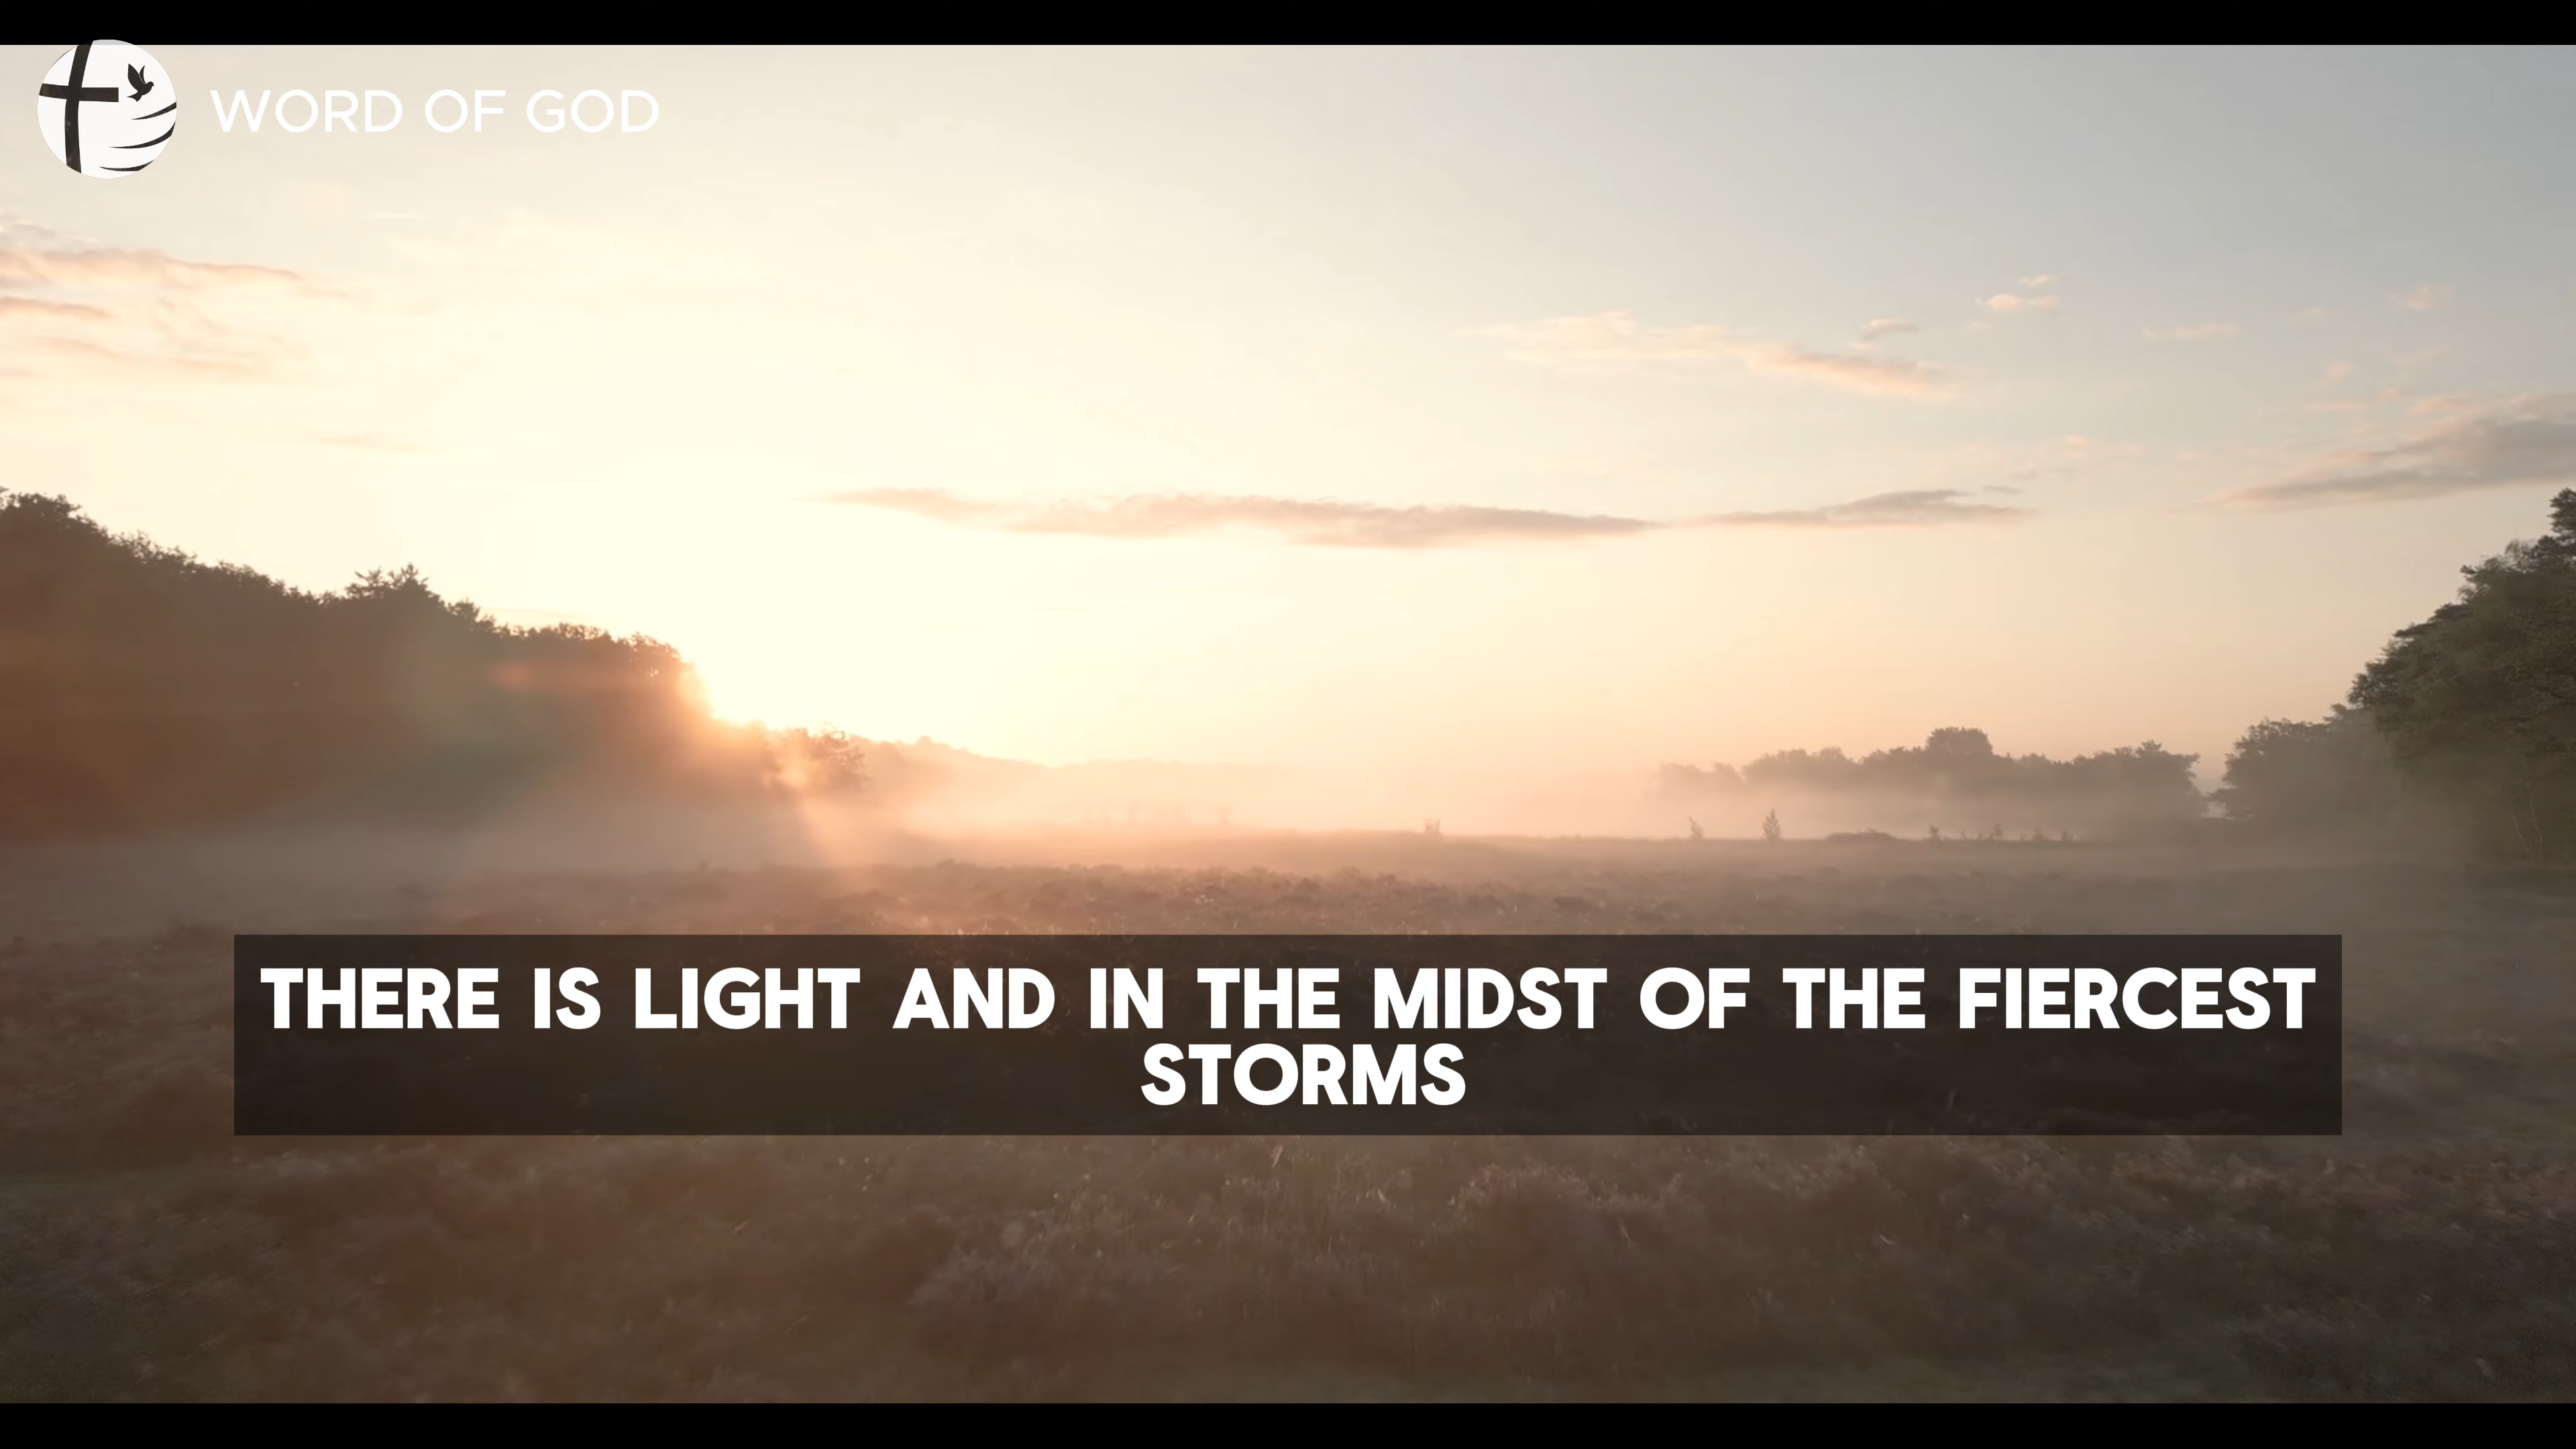 WORD OF GOD
THERE IS LIGHT AND IN THE MIDST OF THE FIERCEST
STORMS